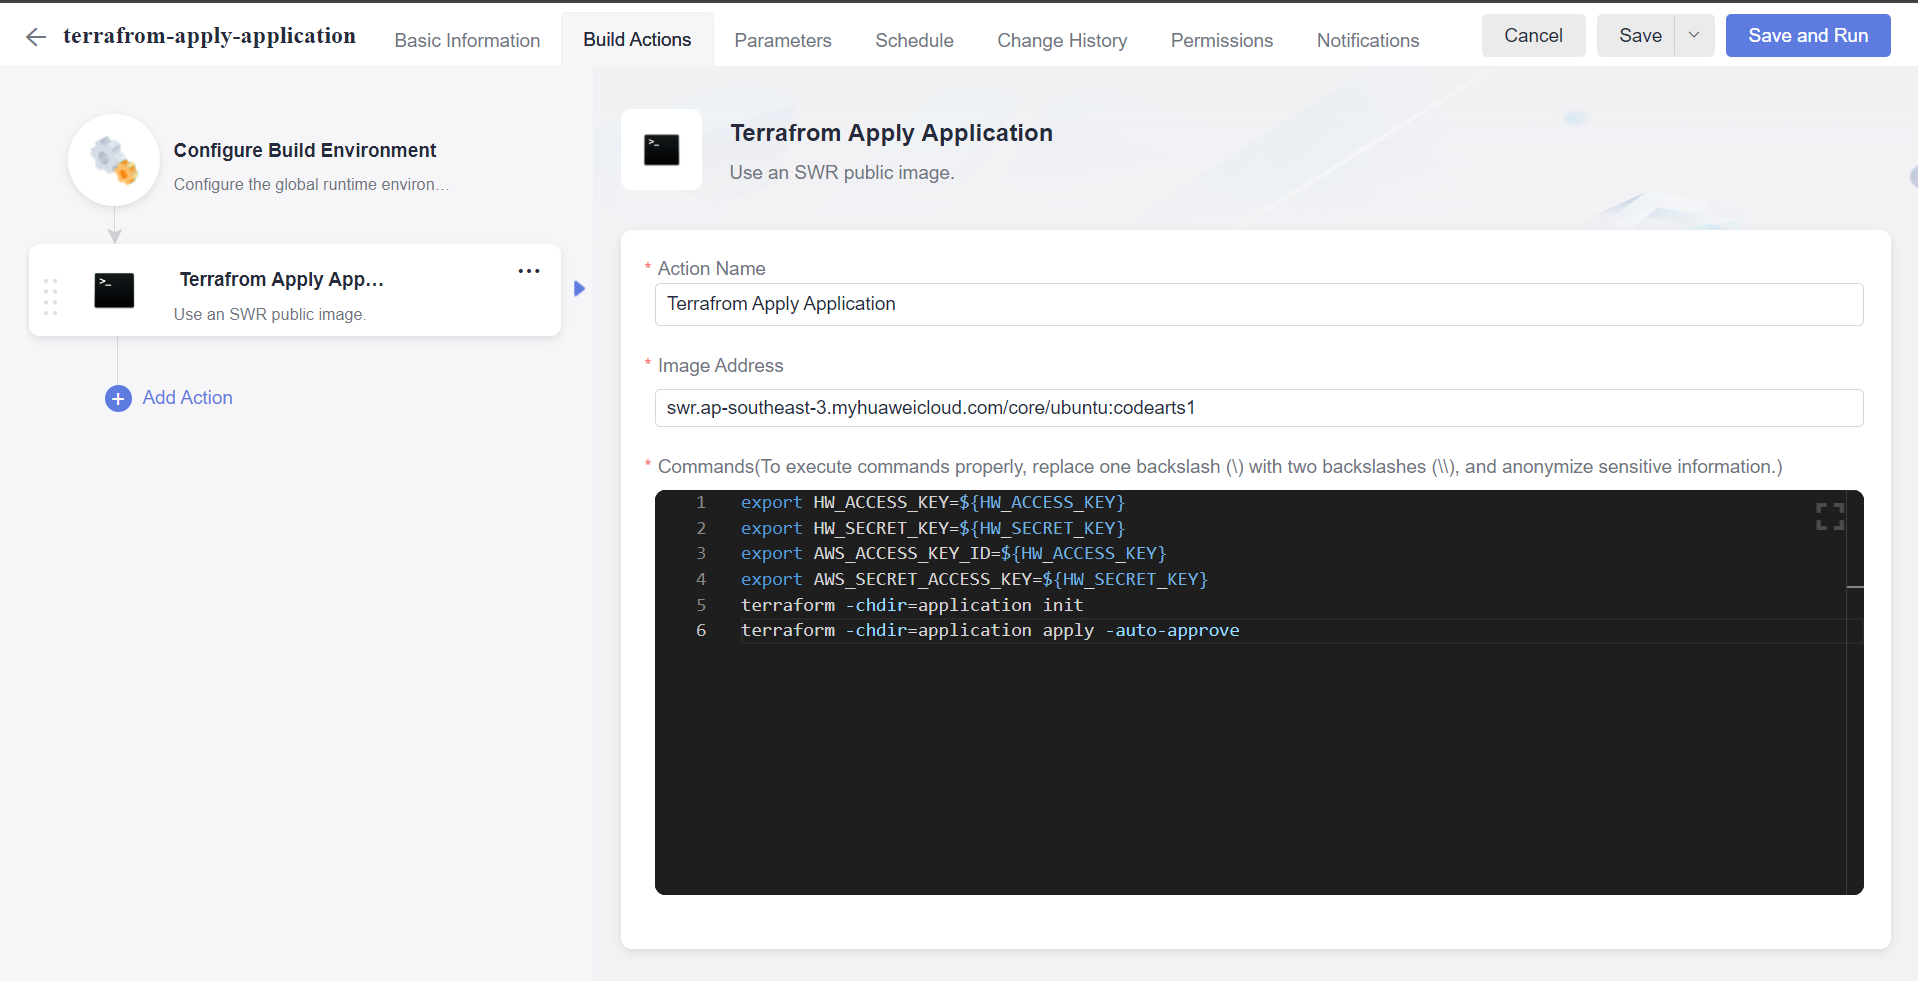 terrafrom-apply-application
Basic Information
Build Actions
Parameters
Schedule
Change History
Permissions
Notifications
Cancel
Save
Save and Run
Configure Build Environment
Configure the global runtime environ…
>_
Terrafrom Apply App…
Use an SWR public image.
Add Action
>_
Terrafrom Apply Application
Use an SWR public image.
* Action Name
Terrafrom Apply Application
* Image Address
swr.ap-southeast-3.myhuaweicloud.com/core/ubuntu:codearts1
* Commands(To execute commands properly, replace one backslash (\) with two backslashes (\\), and anonymize sensitive information.)
1 export HW_ACCESS_KEY=${HW_ACCESS_KEY}
2 export HW_SECRET_KEY=${HW_SECRET_KEY}
3 export AWS_ACCESS_KEY_ID=${HW_ACCESS_KEY}
4 export AWS_SECRET_ACCESS_KEY=${HW_SECRET_KEY}
5 terraform -chdir=application init
6 terraform -chdir=application apply -auto-approve